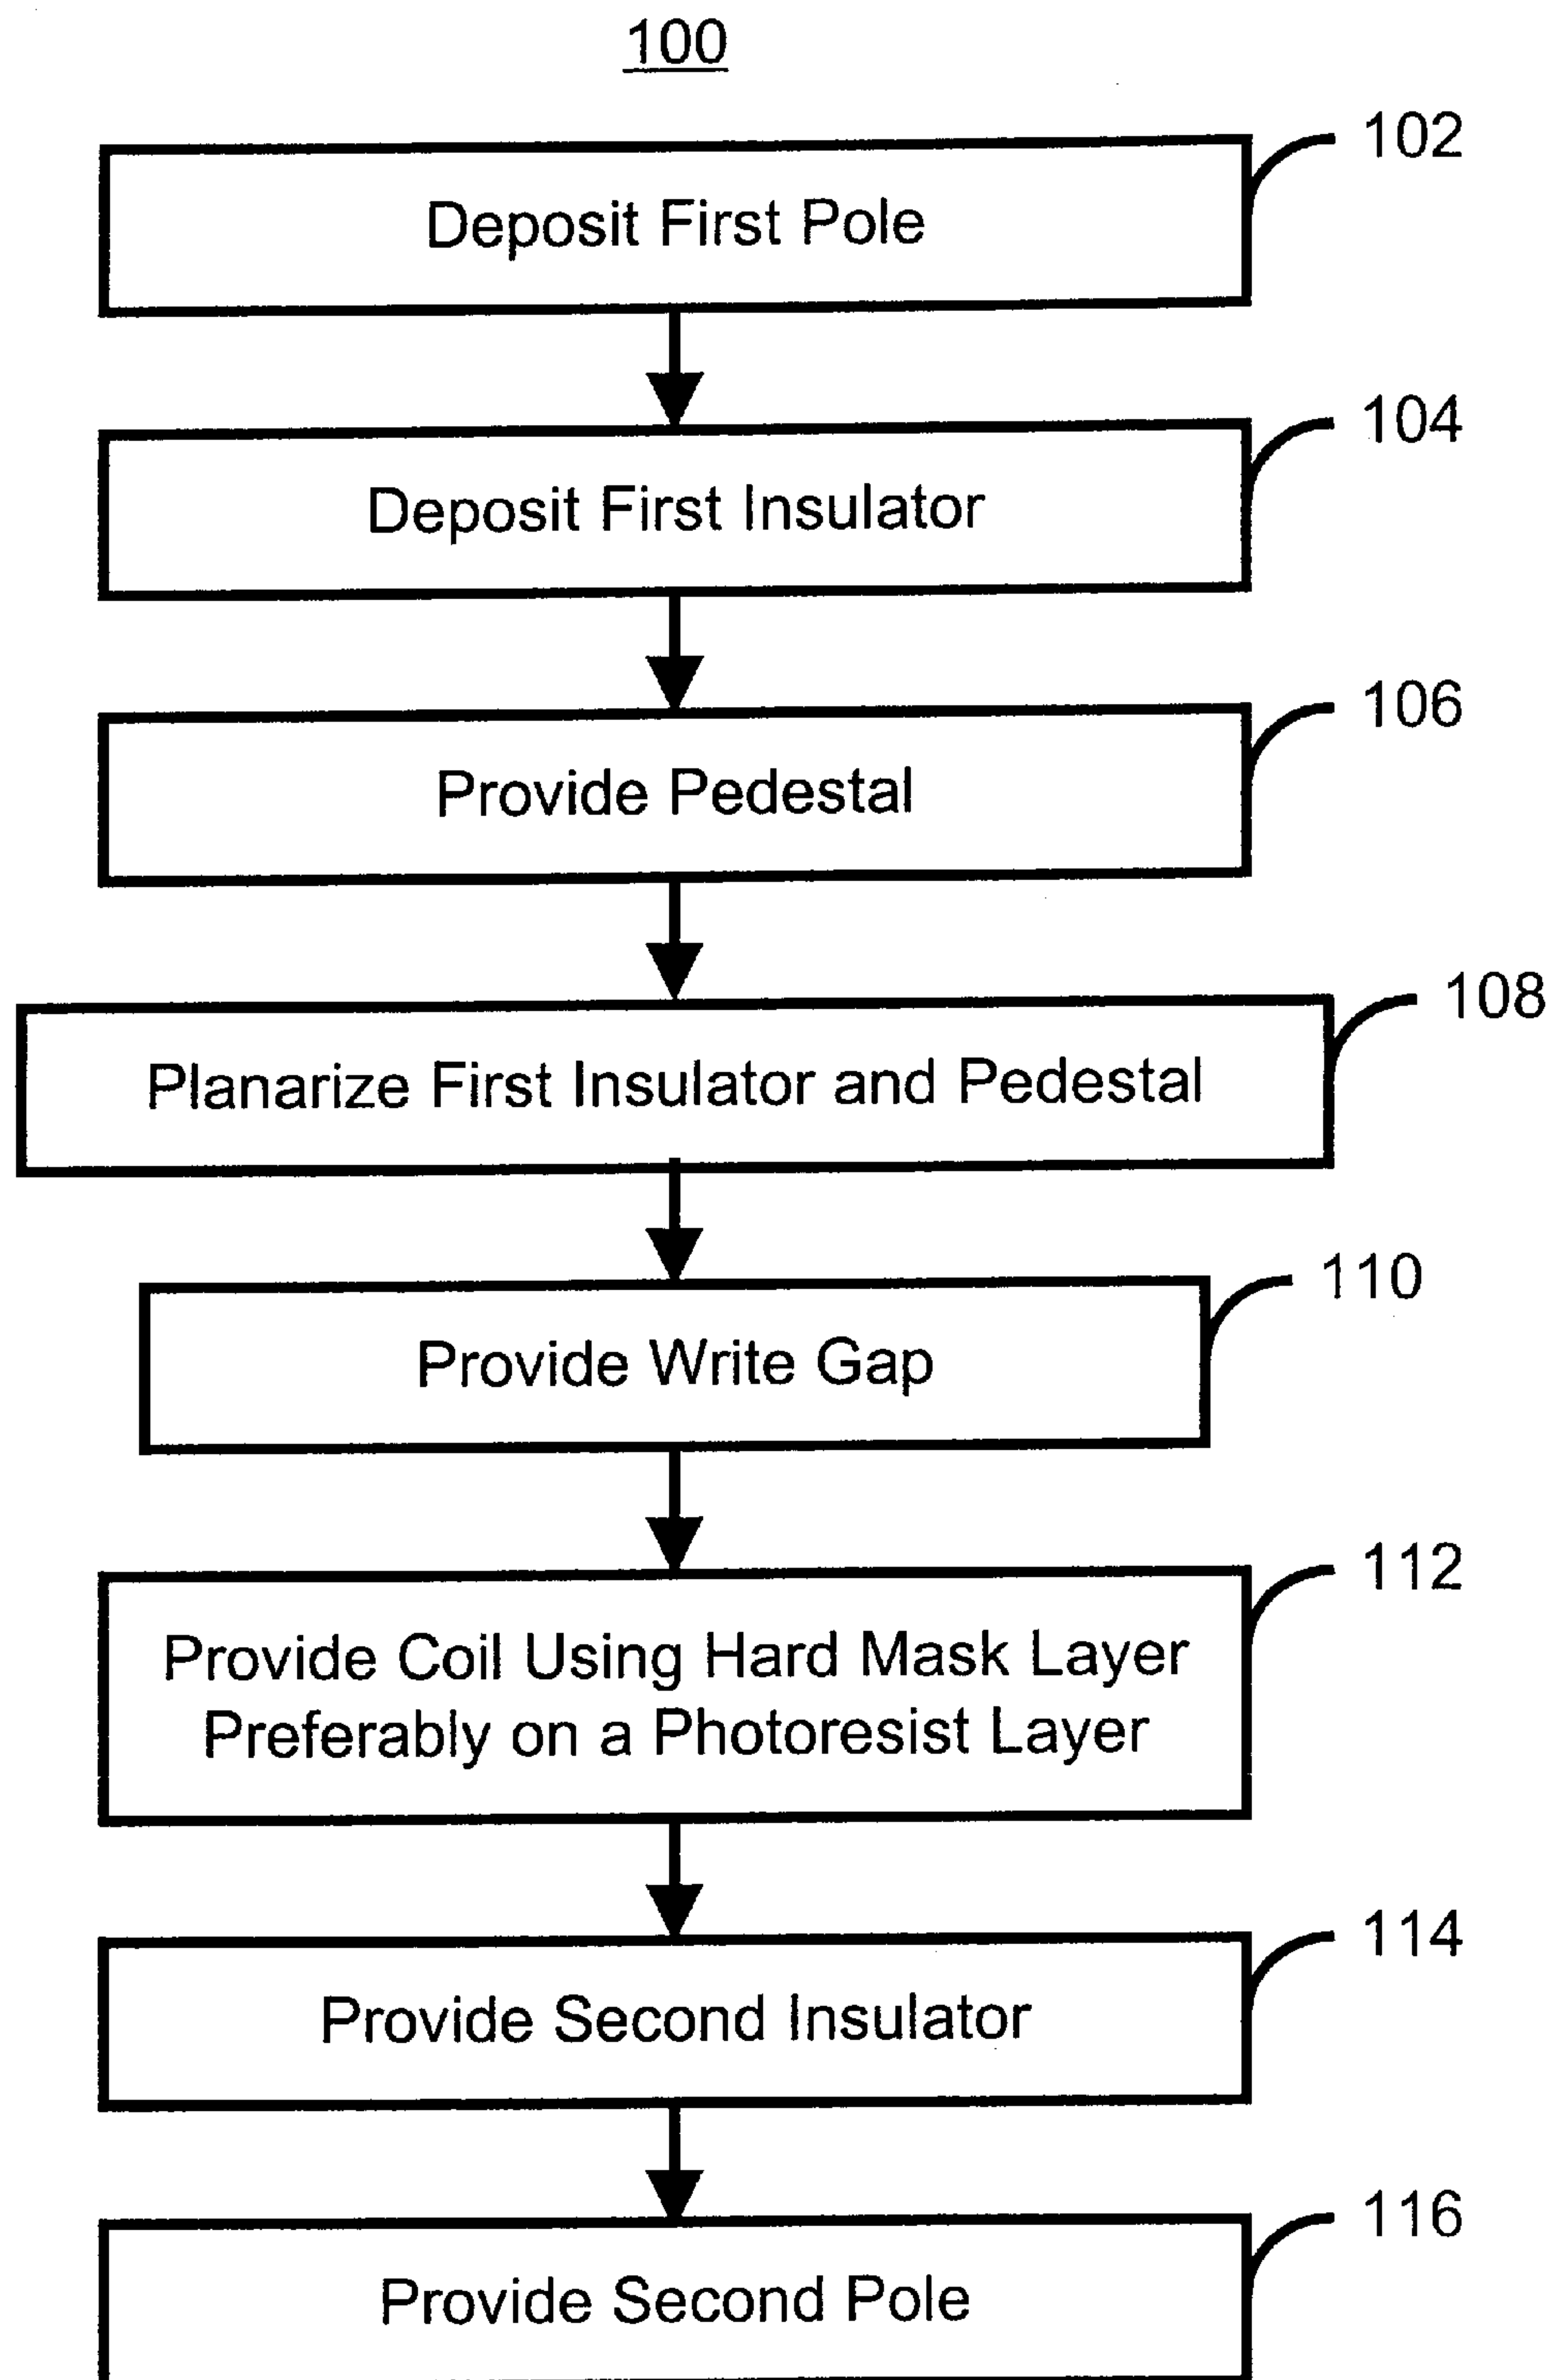 100
102
Deposit First Pole
104
Deposit First Insulator
106
Provide Pedestal
108
Planarize First Insulator and Pedestal
110
Provide Write Gap
112
Provide Coil Using Hard Mask Layer
Preferably on a Photoresist Layer
114
Provide Second Insulator
116
Provide Second Pole